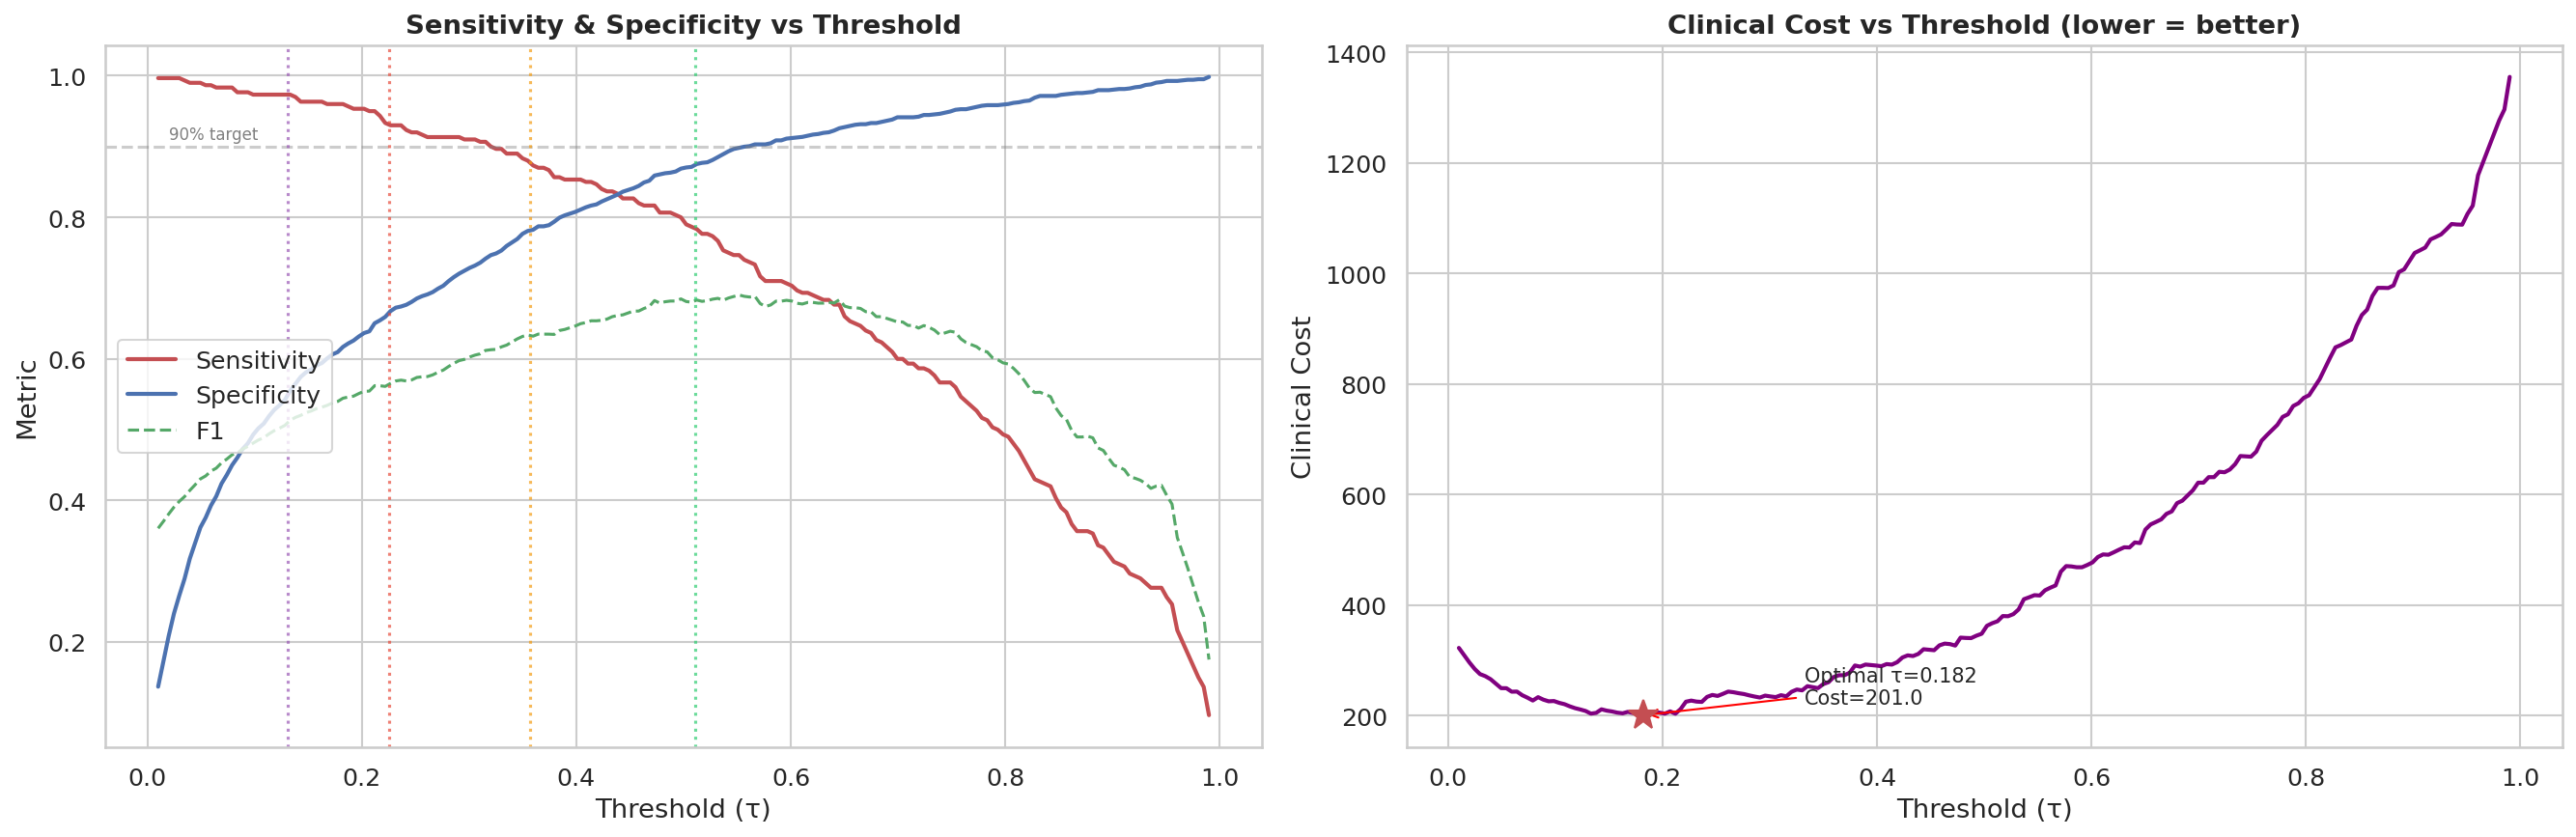 Sensitivity & Specificity vs Threshold
Metric
1.0
0.8
0.6
0.4
0.2
90% target
Sensitivity
Specificity
F1
0.0 0.2 0.4 0.6 0.8 1.0
Threshold (τ)
Clinical Cost vs Threshold (lower = better)
Clinical Cost
1400
1200
1000
800
600
400
200
Optimal τ=0.182
Cost=201.0
0.0 0.2 0.4 0.6 0.8 1.0
Threshold (τ)